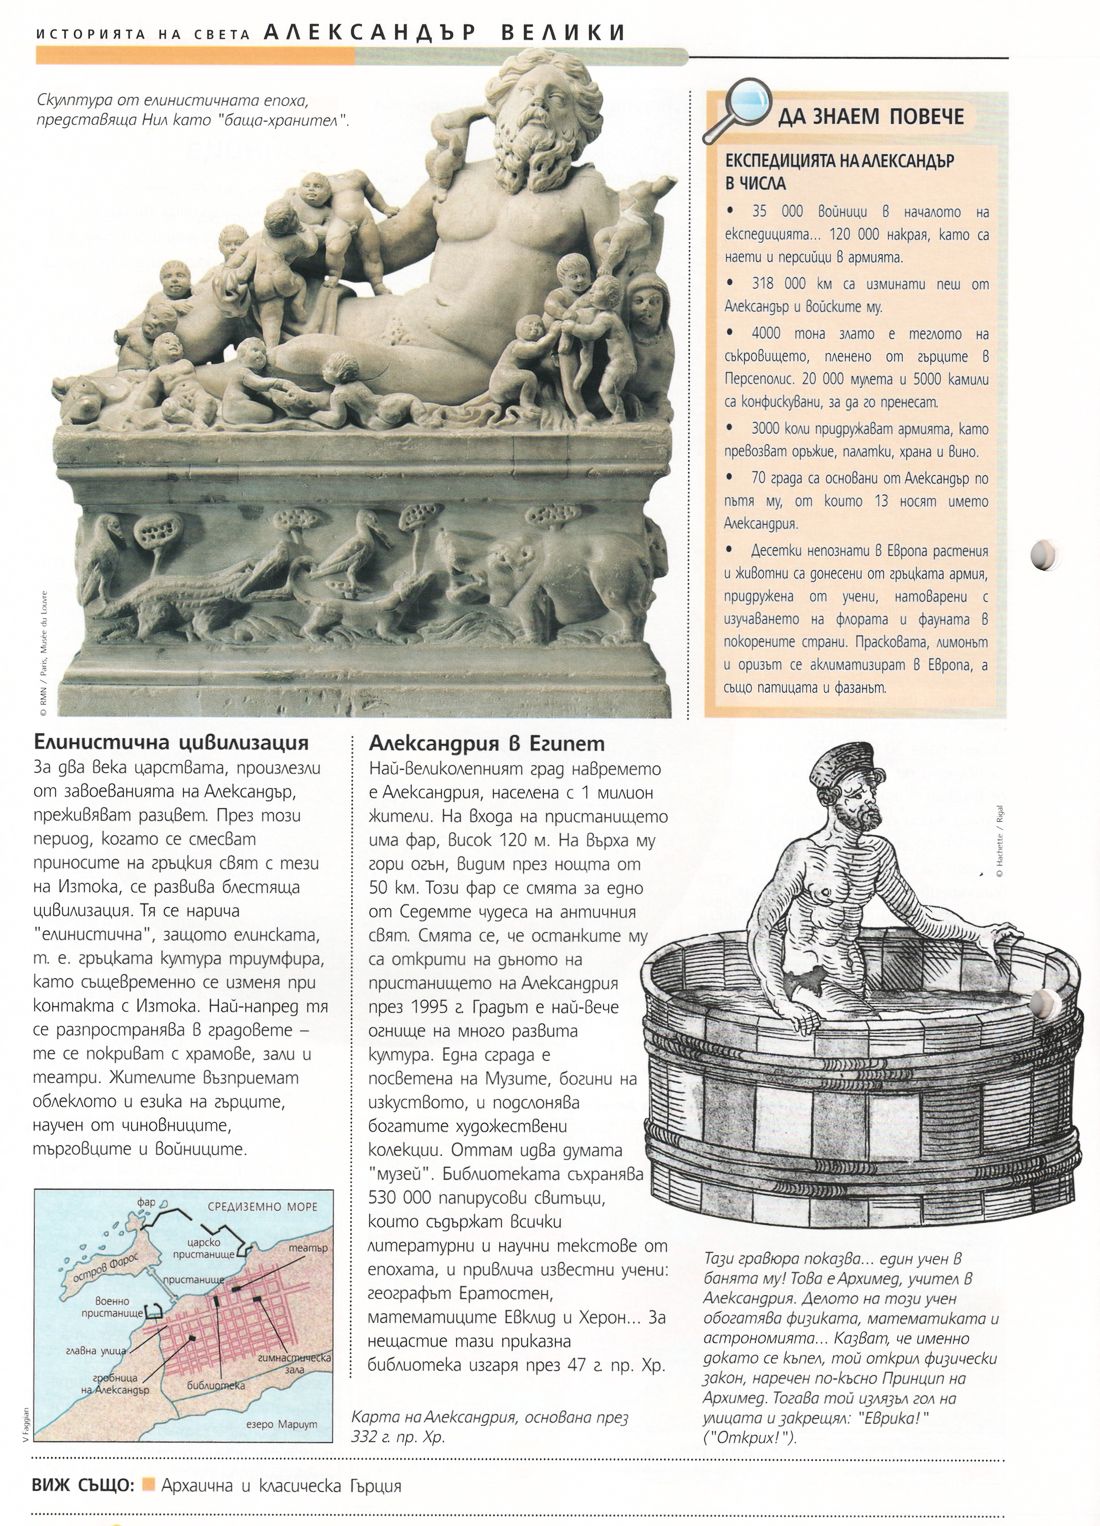 ИСТОРИЯТА НА СВЕТА АЛЕКСАНДЪР ВЕЛИКИ
Скулптура от елинистичната епоха,
представяща Нил като "баща-хранител".
© RMN / Paris, Musée du Louvre
ДА ЗНАЕМ ПОВЕЧЕ
ЕКСПЕДИЦИЯТА НА АЛЕКСАНДЪР
В ЧИСЛА
• 35 000 войници в началото на
експедицията... 120 000 накрая, като са
наети и персийци в армията.
• 318 000 км са изминати пеш от
Александър и войските му.
• 4000 тона злато е теглото на
съкровището, пленено от гърците в
Персеполис. 20 000 мулета и 5000 камили
са конфискувани, за да го пренесат.
• 3000 коли придружават армията, като
превозват оръжие, палатки, храна и вино.
• 70 града са основани от Александър по
пътя му, от които 13 носят името
Александрия.
• Десетки непознати в Европа растения
и животни са донесени от гръцката армия,
придружена от учени, натоварени с
изучаването на флората и фауната в
покорените страни. Прасковата, лимонът
и оризът се аклиматизират в Европа, а
също патицата и фазанът.
Елинистична цивилизация
За два века царствата, произлезли
от завоеванията на Александър,
преживяват разцвет. През този
период, когато се смесват
приносите на гръцкия свят с тези
на Изтока, се развива блестяща
цивилизация. Тя се нарича
"елинистична", защото елинската,
т. е. гръцката култура триумфира,
като същевременно се изменя при
контакта с Изтока. Най-напред тя
се разпространява в градовете –
те се покриват с храмове, зали и
театри. Жителите възприемат
облеклото и езика на гърците,
научен от чиновниците,
търговците и войниците.
Александрия в Египет
Най-великолепният град навремето
е Александрия, населена с 1 милион
жители. На входа на пристанището
има фар, висок 120 м. На върха му
гори огън, видим през нощта от
50 км. Този фар се смята за едно
от Седемте чудеса на античния
свят. Смята се, че останките му
са открити на дъното на
пристанището на Александрия
през 1995 г. Градът е най-вече
огнище на много развита
култура. Една сграда е
посветена на Музите, богини на
изкуството, и подслонява
богатите художествени
колекции. Оттам идва думата
"музей". Библиотеката съхранява
530 000 папирусови свитъци,
които съдържат всички
литературни и научни текстове от
епохата, и привлича известни учени:
географът Ератостен,
математиците Евклид и Херон... За
нещастие тази приказна
библиотека изгаря през 47 г. пр. Хр.
© Hachette / Rigal
фар
СРЕДИЗЕМНО МОРЕ
царско
пристанище
театър
остров Фарос
пристанище
военно
пристанище
главна улица
гимнастическа
зала
гробница
на Александър
библиотека
езеро Мариут
V. Faggian
Карта на Александрия, основана през
332 г. пр. Хр.
Тази гравюра показва... един учен в
банята му! Това е Архимед, учител в
Александрия. Делото на този учен
обогатява физиката, математиката и
астрономията... Казват, че именно
докато се къпел, той открил физически
закон, наречен по-късно Принцип на
Архимед. Тогава той излязъл гол на
улицата и закрещял: "Еврика!"
("Открих!").
ВИЖ СЪЩО: Архаична и класическа Гърция